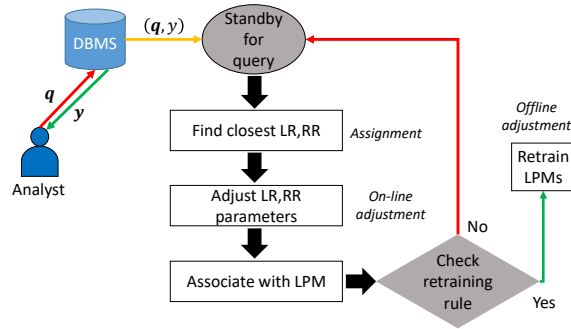 DBMS
(q, y)
Standby
for
query
q
y
Analyst
Find closest LR,RR
Assignment
Adjust LR,RR
parameters
On-line
adjustment
Associate with LPM
Check
retraining
rule
No
Yes
Offline
adjustment
Retrain
LPMs